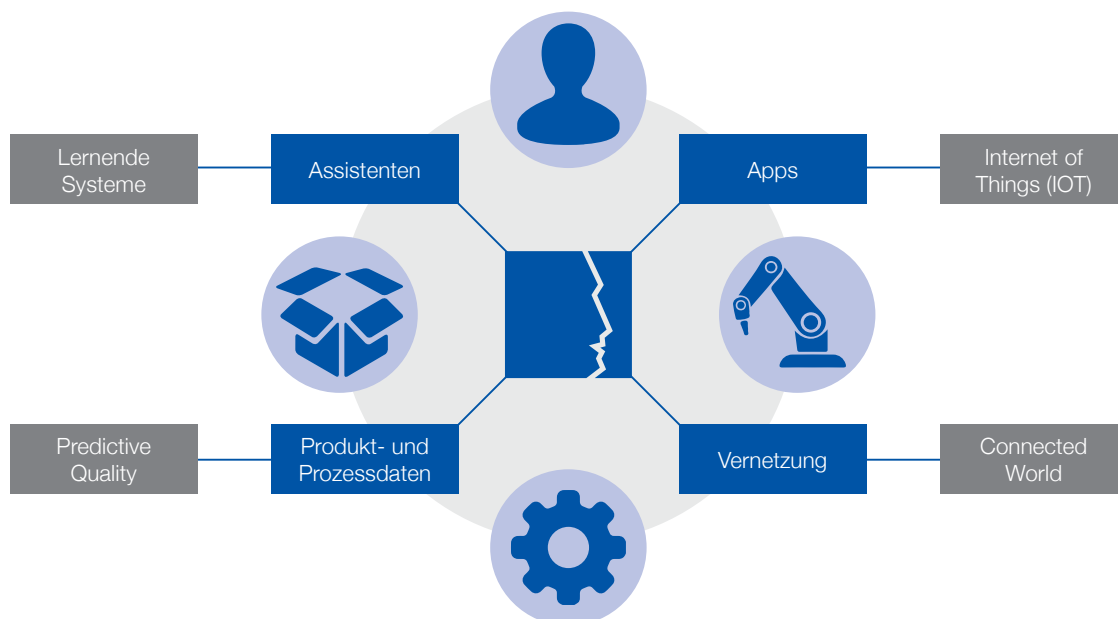 Lernende
Systeme
Assistenten
Apps
Internet of
Things (IOT)
Predictive
Quality
Produkt- und
Prozessdaten
Vernetzung
Connected
World